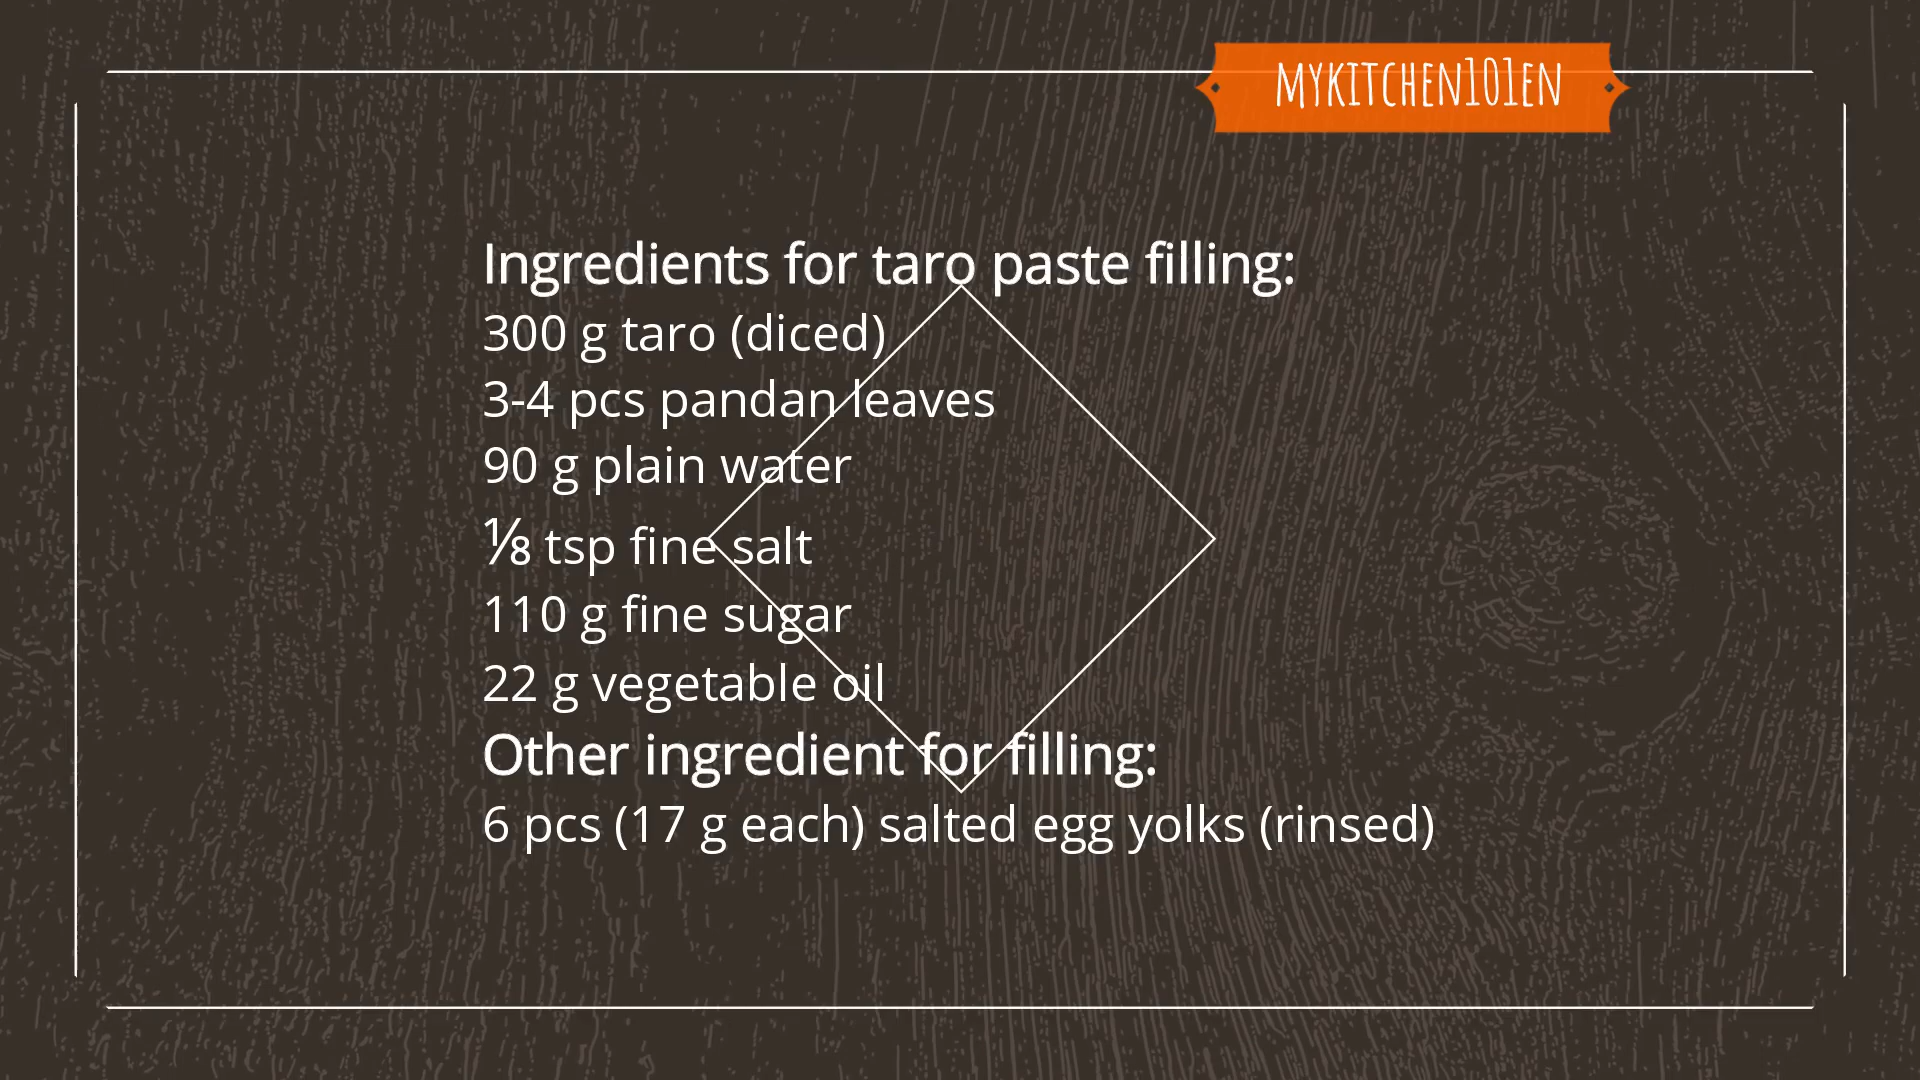 MYKITCHEN101EN
Ingredients for taro paste filling:
300 g taro (diced)
3-4 pcs pandan leaves
90 g plain water
⅛ tsp fine salt
110 g fine sugar
22 g vegetable oil
Other ingredient for filling:
6 pcs (17 g each) salted egg yolks (rinsed)